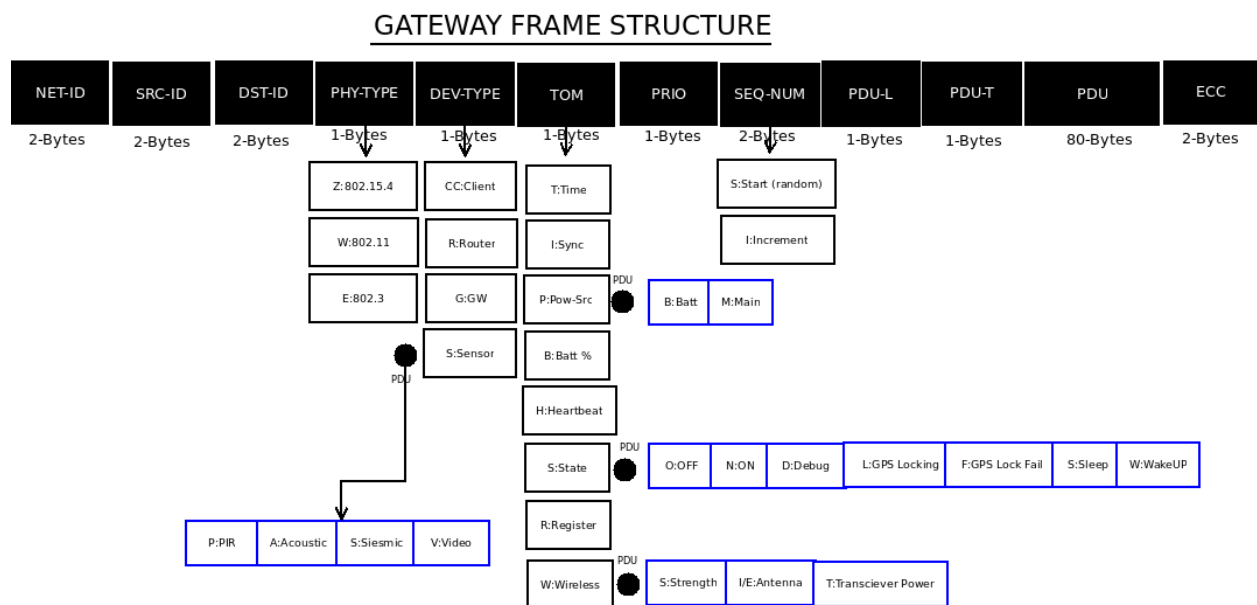 GATEWAY FRAME STRUCTURE
NET-ID SRC-ID DST-ID PHY-TYPE DEV-TYPE TOM PRIO SEQ-NUM PDU-L PDU-T PDU ECC
2-Bytes 2-Bytes 2-Bytes 1-Bytes 1-Bytes 1-Bytes 1-Bytes 2-Bytes 1-Bytes 1-Bytes 80-Bytes 2-Bytes
Z:802.15.4 CC:Client T:Time S:Start (random)
W:802.11 R:Router I:Sync I:Increment
PDU
E:802.3 G:GW P:Pow-Src B:Batt M:Main
S:Sensor B:Batt %
PDU
H:Heartbeat
PDU
S:State O:OFF N:ON D:Debug L:GPS Locking F:GPS Lock Fail S:Sleep W:WakeUP
R:Register
P:PIR A:Acoustic S:Siesmic V:Video
PDU
W:Wireless S:Strength I/E:Antenna T:Transciever Power